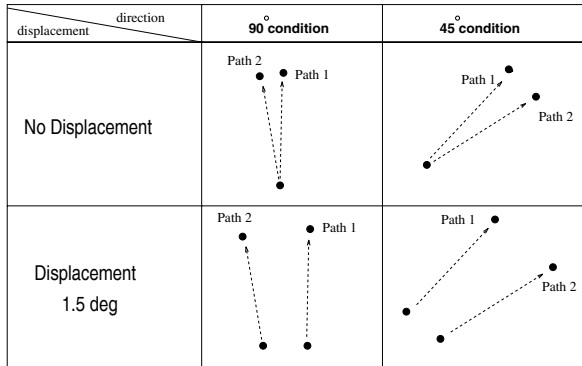 direction
displacement
90° condition
45° condition
No Displacement
Path 2
Path 1
Path 1
Path 2
Displacement
1.5 deg
Path 2
Path 1
Path 1
Path 2